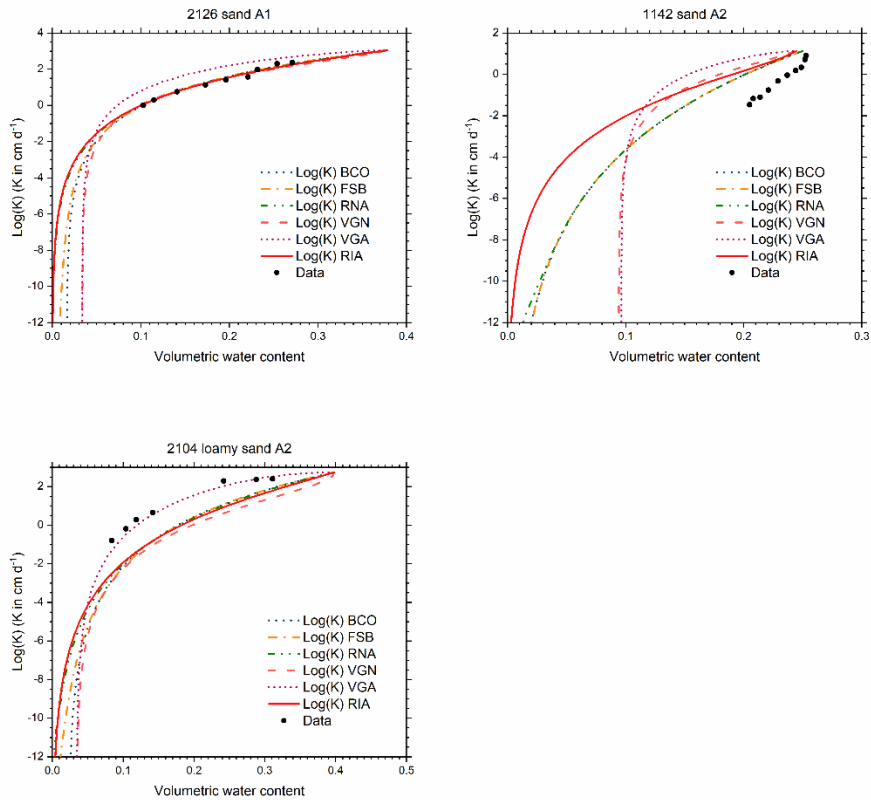 2126 sand A1
4
2
0
-2
-4
-6
-8
-10
-12
Log(K) (K in cm d⁻¹)
Log(K) BCO
Log(K) FSB
Log(K) RNA
Log(K) VGN
Log(K) VGA
Log(K) RIA
Data
0.0 0.1 0.2 0.3 0.4
Volumetric water content
1142 sand A2
4
2
0
-2
-4
-6
-8
-10
-12
Log(K) (K in cm d⁻¹)
Log(K) BCO
Log(K) FSB
Log(K) RNA
Log(K) VGN
Log(K) VGA
Log(K) RIA
Data
0.0 0.1 0.2 0.3
Volumetric water content
2104 loamy sand A2
2
0
-2
-4
-6
-8
-10
-12
Log(K) (K in cm d⁻¹)
Log(K) BCO
Log(K) FSB
Log(K) RNA
Log(K) VGN
Log(K) VGA
Log(K) RIA
Data
0.0 0.1 0.2 0.3 0.4 0.5
Volumetric water content